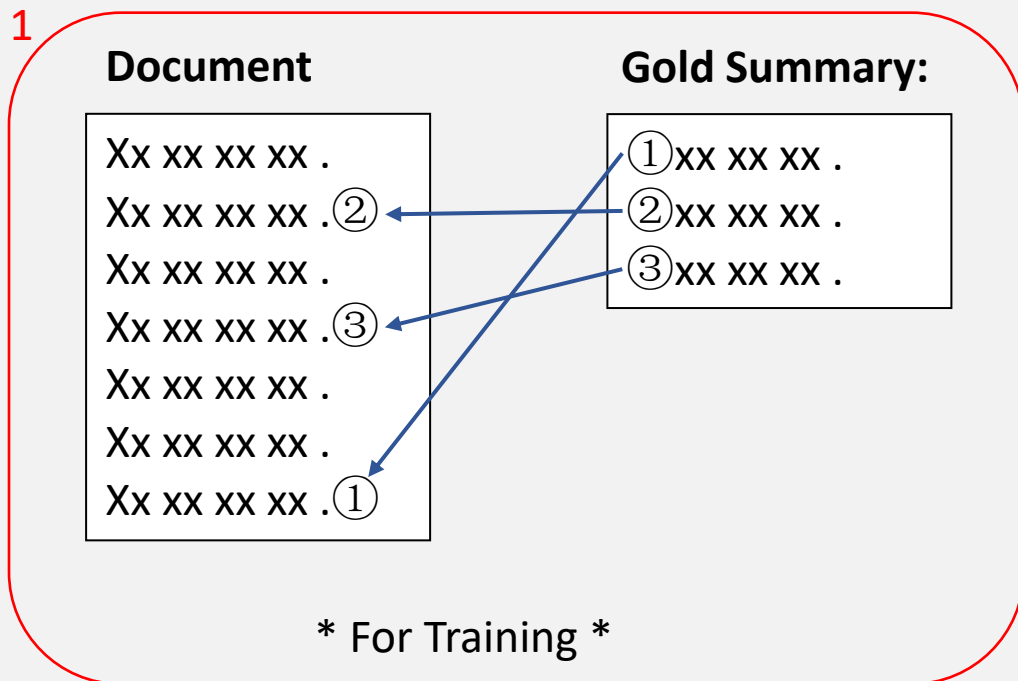 1
Document
Xx xx xx xx .
Xx xx xx xx .②
Xx xx xx xx .
Xx xx xx xx .③
Xx xx xx xx .
Xx xx xx xx .
Xx xx xx xx .①
Gold Summary:
①xx xx xx .
②xx xx xx .
③xx xx xx .
* For Training *